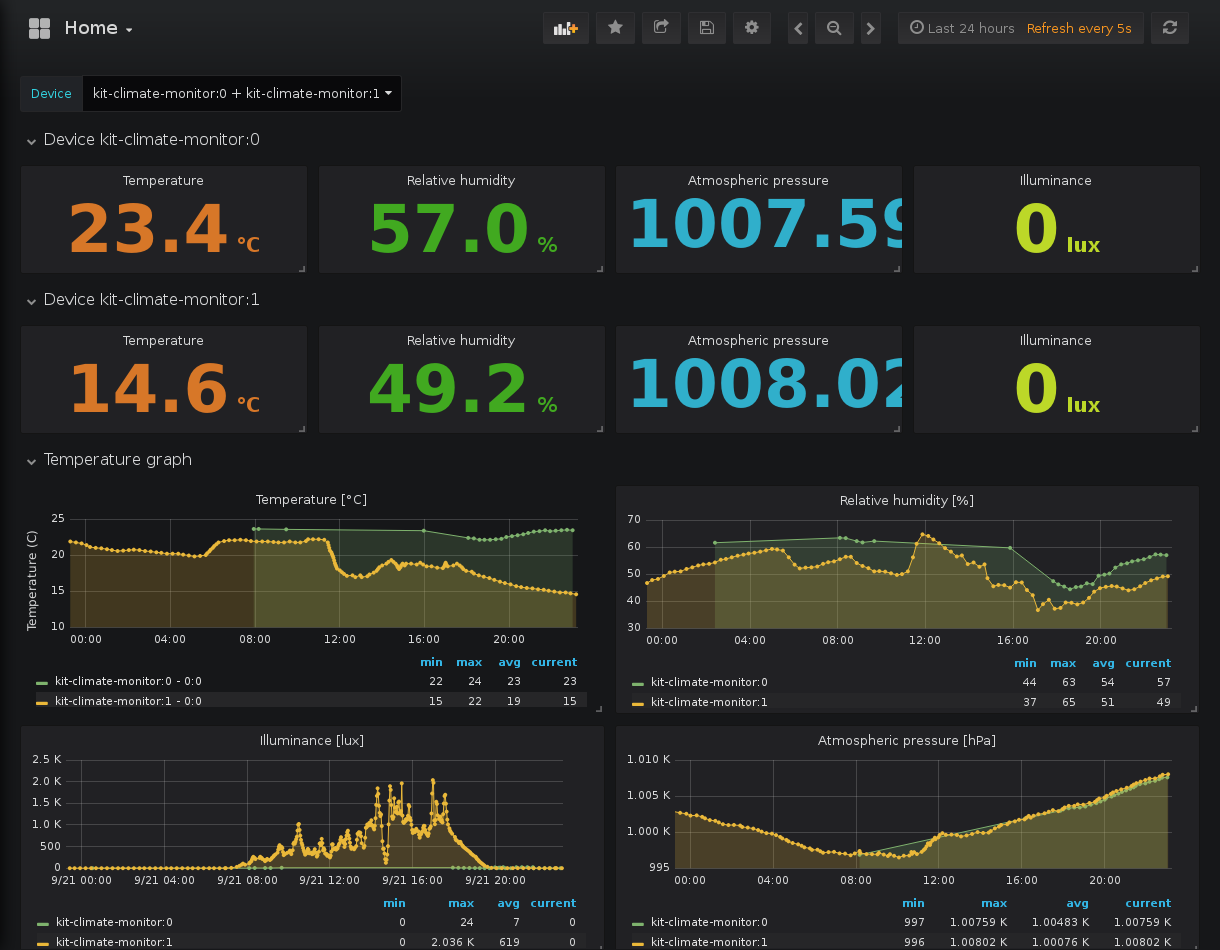 Home
Last 24 hours Refresh every 5s
Device kit-climate-monitor:0 + kit-climate-monitor:1
Device kit-climate-monitor:0
Temperature Relative humidity Atmospheric pressure Illuminance
23.4 °C 57.0 % 1007.59 0 lux
Device kit-climate-monitor:1
Temperature Relative humidity Atmospheric pressure Illuminance
14.6 °C 49.2 % 1008.02 0 lux
Temperature graph
Temperature [°C]
Temperature (C)
25
20
15
10
00:00 04:00 08:00 12:00 16:00 20:00
min max avg current
kit-climate-monitor:0 - 0:0 22 24 23 23
kit-climate-monitor:1 - 0:0 15 22 19 15
Relative humidity [%]
70
60
50
40
30
00:00 04:00 08:00 12:00 16:00 20:00
min max avg current
kit-climate-monitor:0 44 63 54 57
kit-climate-monitor:1 37 65 51 49
Illuminance [lux]
2.5 K
2.0 K
1.5 K
1.0 K
500
0
9/21 00:00 9/21 04:00 9/21 08:00 9/21 12:00 9/21 16:00 9/21 20:00
min max avg current
kit-climate-monitor:0 0 24 7 0
kit-climate-monitor:1 0 2.036 K 619 0
Atmospheric pressure [hPa]
1.010 K
1.005 K
1.000 K
995
00:00 04:00 08:00 12:00 16:00 20:00
min max avg current
kit-climate-monitor:0 997 1.00759 K 1.00483 K 1.00759 K
kit-climate-monitor:1 996 1.00802 K 1.00076 K 1.00802 K